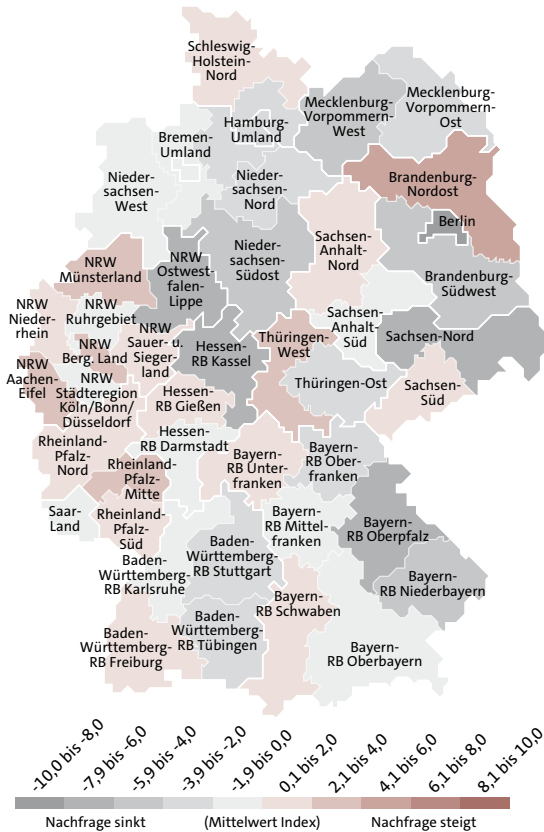 Schleswig-
Holstein-
Nord
Mecklenburg-
Vorpommern-
Ost
Mecklenburg-
Vorpommern-
West
Hamburg-
Umland
Bremen-
Umland
Nieder-
sachsen-
West
Nieder-
sachsen-
Nord
Brandenburg-
Nordost
Berlin
Sachsen-
Anhalt-
Nord
Nieder-
sachsen-
Südost
Brandenburg-
Südwest
NRW
Münsterland
NRW
Ostwest-
falen-
Lippe
NRW
Nieder-
rhein
NRW
Ruhrgebiet
NRW
Sauer- u.
Sieger-
land
NRW
Berg. Land
NRW
Aachen-
Eifel
NRW
Städteregion
Köln/Bonn/
Düsseldorf
Hessen-
RB Kassel
Thüringen-
West
Sachsen-
Anhalt-
Süd
Sachsen-Nord
Thüringen-Ost
Sachsen-
Süd
Hessen-
RB Gießen
Hessen-
RB Darmstadt
Rheinland-
Pfalz-
Nord
Rheinland-
Pfalz-
Mitte
Bayern-
RB Unter-
franken
Bayern-
RB Ober-
franken
Saar-
Land
Rheinland-
Pfalz-
Süd
Bayern-
RB Mittel-
franken
Bayern-
RB Oberpfalz
Baden-
Württemberg-
RB Stuttgart
Baden-
Württemberg-
RB Karlsruhe
Bayern-
RB Niederbayern
Bayern-
RB Schwaben
Baden-
Württemberg-
RB Tübingen
Baden-
Württemberg-
RB Freiburg
Bayern-
RB Oberbayern
-10,0 bis -8,0
-7,9 bis -6,0
-5,9 bis -4,0
-3,9 bis -2,0
-1,9 bis 0,0
0,1 bis 2,0
2,1 bis 4,0
4,1 bis 6,0
6,1 bis 8,0
8,1 bis 10,0
Nachfrage sinkt
(Mittelwert Index)
Nachfrage steigt